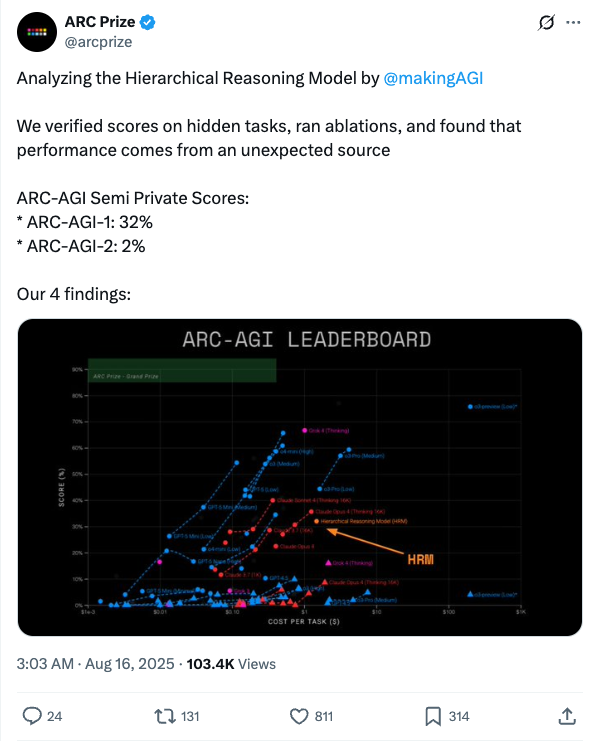 ARC Prize
@arcprize
Analyzing the Hierarchical Reasoning Model by @makingAGI
We verified scores on hidden tasks, ran ablations, and found that
performance comes from an unexpected source
ARC-AGI Semi Private Scores:
* ARC-AGI-1: 32%
* ARC-AGI-2: 2%
Our 4 findings:
ARC-AGI LEADERBOARD
90%
ARC Prize - Grand Prize
80%
o3-preview (Low)*
70%
Grok 4 (Thinking)
60%
o4-mini (High)
o3-Pro (Medium)
o3 (Medium)
50%
GPT-5 (Low)
o3-Pro (Low)
40%
Claude Sonnet 4 (Thinking 16K)
GPT-5 Mini (Medium)
Claude Opus 4 (Thinking 16K)
Hierarchical Reasoning Model (HRM)
30%
GPT-5 Mini (Low)
o4-mini (Low)
Claude Opus 4
20%
HRM
Grok 4 (Thinking)
10%
GPT-4.5
Claude Opus 4 (Thinking 16K)
Grok 3
o3-preview (Low)*
o3-Pro (Medium)
0%
SCORE (%)
$0.01
$0.10
$1
$10
$100
$1K
COST PER TASK ($)
3:03 AM · Aug 16, 2025 · 103.4K Views
24
131
811
314